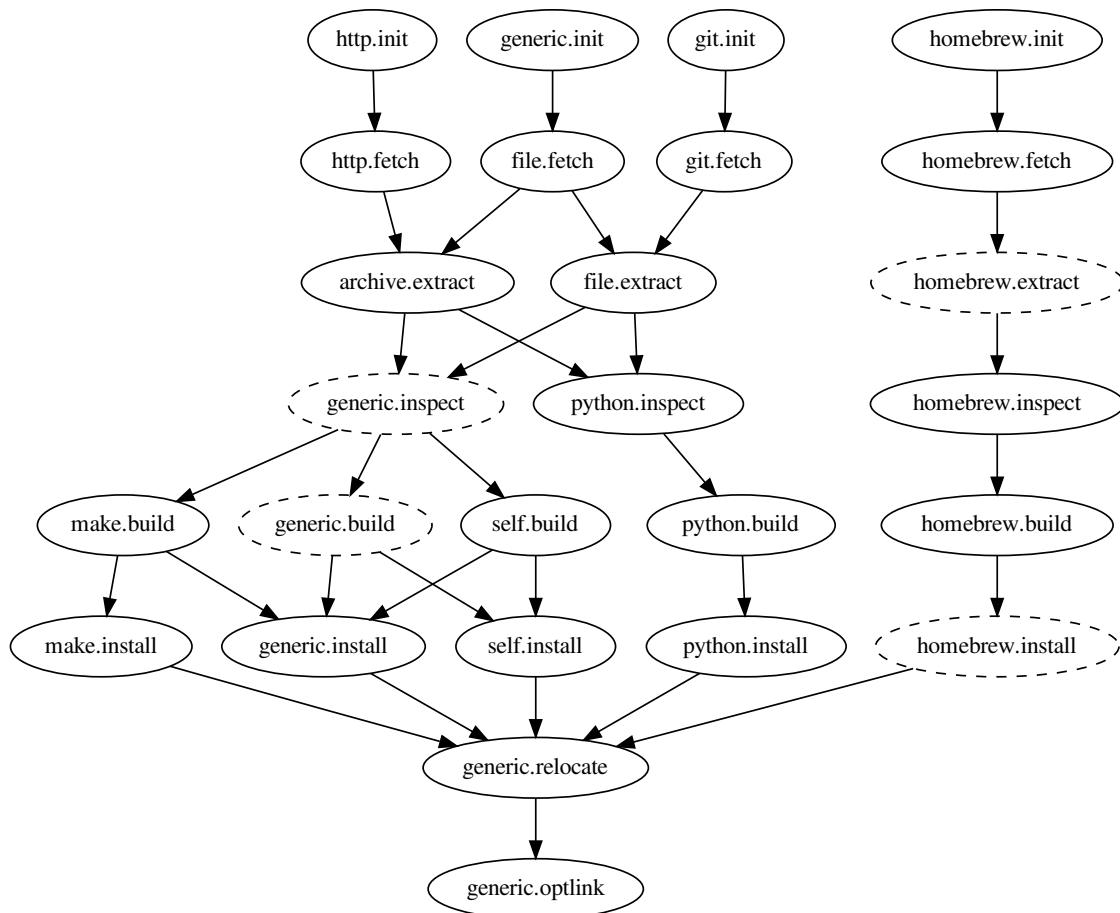 http.init
generic.init
git.init
homebrew.init
http.fetch
file.fetch
git.fetch
homebrew.fetch
archive.extract
file.extract
homebrew.extract
generic.inspect
python.inspect
homebrew.inspect
make.build
generic.build
self.build
python.build
homebrew.build
make.install
generic.install
self.install
python.install
homebrew.install
generic.relocate
generic.optlink